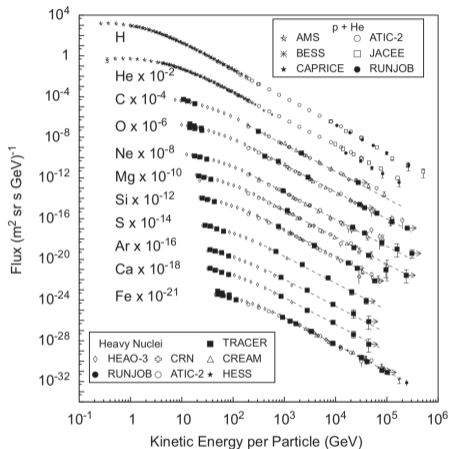 10^4
1
10^-4
10^-8
10^-12
10^-16
10^-20
10^-24
10^-28
10^-32
Flux (m^2 sr s GeV)^-1
H
He x 10^-2
C x 10^-4
O x 10^-6
Ne x 10^-8
Mg x 10^-10
Si x 10^-12
S x 10^-14
Ar x 10^-16
Ca x 10^-18
Fe x 10^-21
p + He
AMS ATIC-2
BESS JACEE
CAPRICE RUNJOB
Heavy Nuclei TRACER
HEAO-3 CRN CREAM
RUNJOB ATIC-2 HESS
10^-1 1 10 10^2 10^3 10^4 10^5 10^6
Kinetic Energy per Particle (GeV)